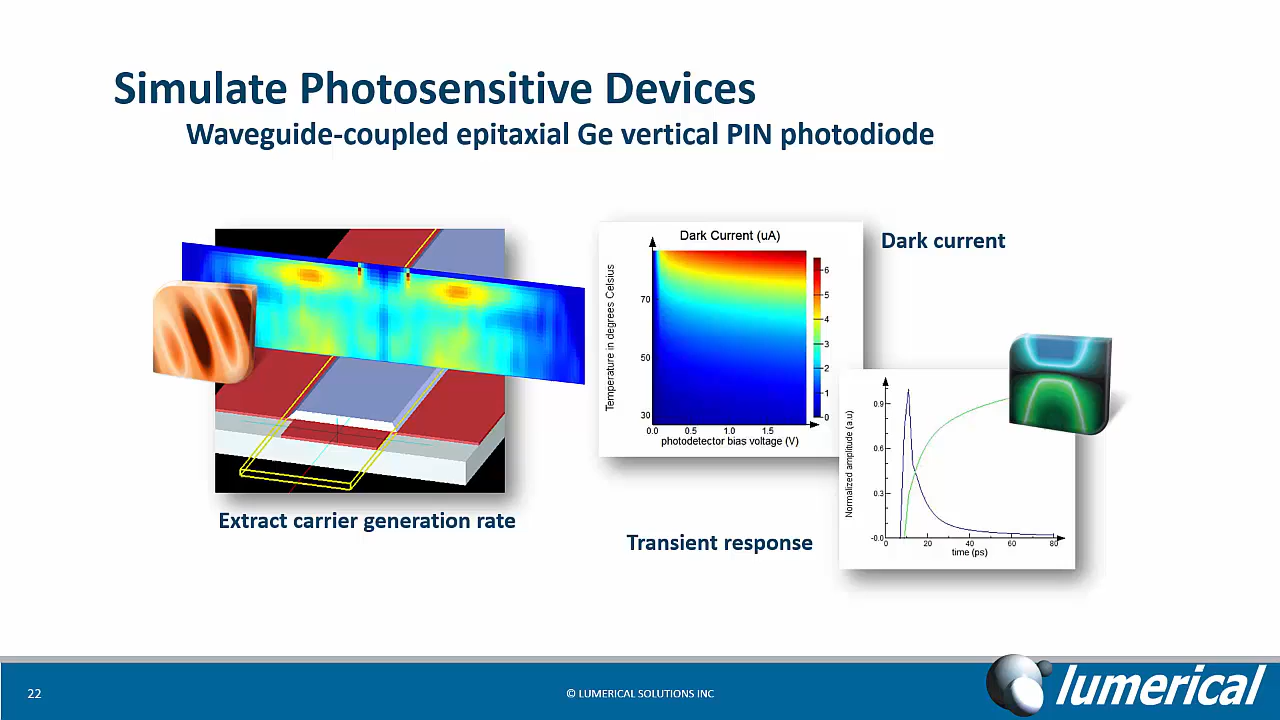 Simulate Photosensitive Devices
Waveguide-coupled epitaxial Ge vertical PIN photodiode
Extract carrier generation rate
Dark Current (uA)
Temperature in degrees Celsius
70
50
30
0.0 0.5 1.0 1.5
photodetector bias voltage (V)
6
5
4
3
2
1
0
Dark current
Transient response
Normalized amplitude (a.u)
0.9
0.6
0.3
-0.0
0 20 40 60 80
time (ps)
22
© LUMERICAL SOLUTIONS INC
lumerical